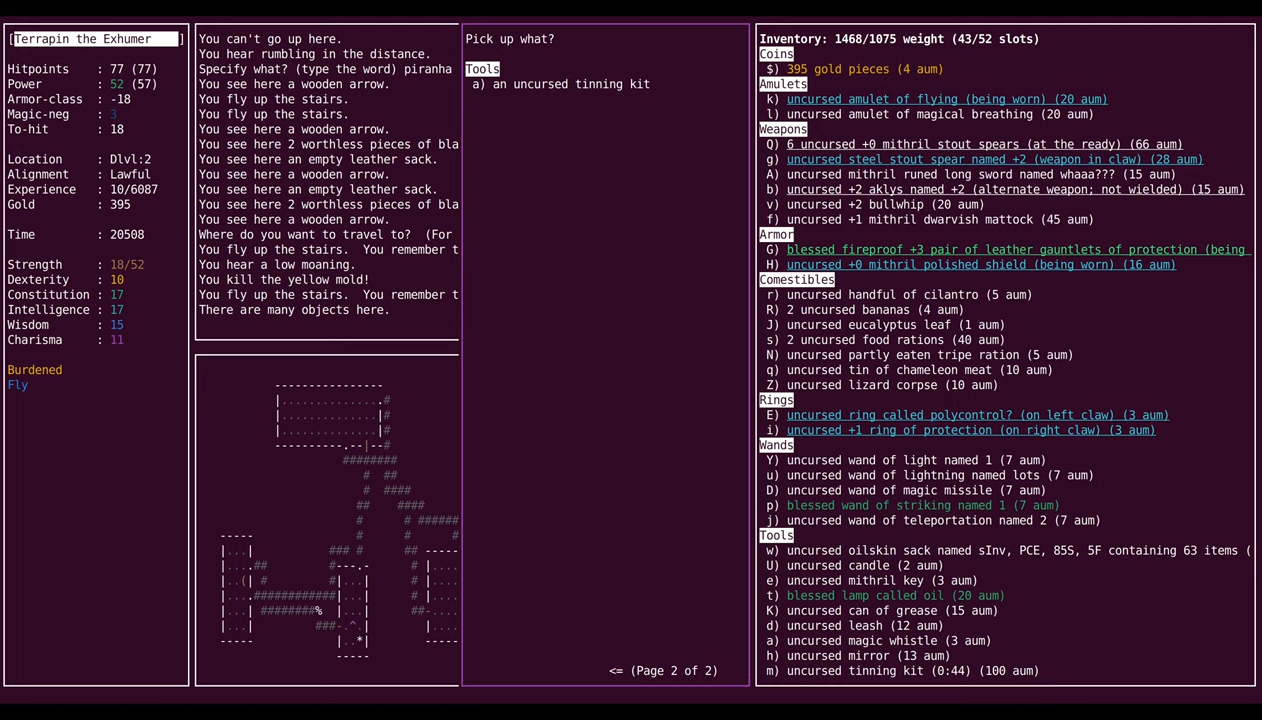 [Terrapin the Exhumer ]
Hitpoints : 77 (77)
Power : 52 (57)
Armor-class : -18
Magic-neg : 3
To-hit : 18
Location : Dlvl:2
Alignment : Lawful
Experience : 10/6087
Gold : 395
Time : 20508
Strength : 18/52
Dexterity : 10
Constitution : 17
Intelligence : 17
Wisdom : 15
Charisma : 11
Burdened
Fly
You can't go up here.
You hear rumbling in the distance.
Specify what? (type the word) piranha
You see here a wooden arrow.
You fly up the stairs.
You fly up the stairs.
You see here a wooden arrow.
You see here 2 worthless pieces of bla
You see here an empty leather sack.
You see here a wooden arrow.
You see here an empty leather sack.
You see here 2 worthless pieces of bla
You see here a wooden arrow.
Where do you want to travel to?  (For
You fly up the stairs.  You remember t
You hear a low moaning.
You kill the yellow mold!
You fly up the stairs.  You remember t
There are many objects here.
Pick up what?
Tools
a) an uncursed tinning kit
<= (Page 2 of 2)
Inventory: 1468/1075 weight (43/52 slots)
Coins
$) 395 gold pieces (4 aum)
Amulets
k) uncursed amulet of flying (being worn) (20 aum)
l) uncursed amulet of magical breathing (20 aum)
Weapons
Q) 6 uncursed +0 mithril stout spears (at the ready) (66 aum)
g) uncursed steel stout spear named +2 (weapon in claw) (28 aum)
A) uncursed mithril runed long sword named whaaa??? (15 aum)
b) uncursed +2 aklys named +2 (alternate weapon; not wielded) (15 aum)
v) uncursed +2 bullwhip (20 aum)
f) uncursed +1 mithril dwarvish mattock (45 aum)
Armor
G) blessed fireproof +3 pair of leather gauntlets of protection (being
H) uncursed +0 mithril polished shield (being worn) (16 aum)
Comestibles
r) uncursed handful of cilantro (5 aum)
R) 2 uncursed bananas (4 aum)
J) uncursed eucalyptus leaf (1 aum)
s) 2 uncursed food rations (40 aum)
N) uncursed partly eaten tripe ration (5 aum)
q) uncursed tin of chameleon meat (10 aum)
Z) uncursed lizard corpse (10 aum)
Rings
E) uncursed ring called polycontrol? (on left claw) (3 aum)
i) uncursed +1 ring of protection (on right claw) (3 aum)
Wands
Y) uncursed wand of light named 1 (7 aum)
u) uncursed wand of lightning named lots (7 aum)
D) uncursed wand of magic missile (7 aum)
p) blessed wand of striking named 1 (7 aum)
j) uncursed wand of teleportation named 2 (7 aum)
Tools
w) uncursed oilskin sack named sInv, PCE, 85S, 5F containing 63 items (
U) uncursed candle (2 aum)
e) mithril key (3 aum)
t) blessed lamp called oil (20 aum)
K) uncursed can of grease (15 aum)
d) uncursed leash (12 aum)
a) uncursed magic whistle (3 aum)
h) uncursed mirror (13 aum)
m) uncursed tinning kit (0:44) (100 aum)